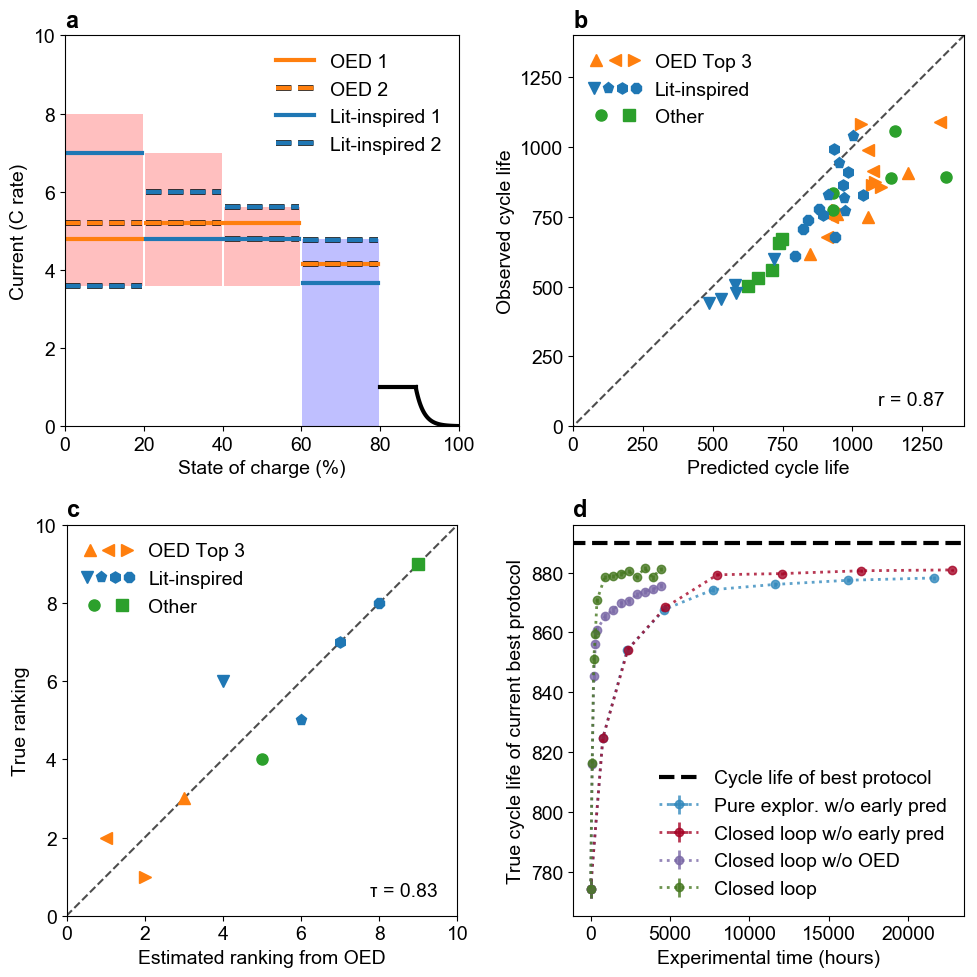 a
10
8
6
4
2
0
Current (C rate)
OED 1
OED 2
Lit-inspired 1
Lit-inspired 2
0 20 40 60 80 100
State of charge (%)
b
1250
1000
750
500
250
0
Observed cycle life
OED Top 3
Lit-inspired
Other
r = 0.87
0 250 500 750 1000 1250
Predicted cycle life
c
10
8
6
4
2
0
True ranking
OED Top 3
Lit-inspired
Other
τ = 0.83
0 2 4 6 8 10
Estimated ranking from OED
d
880
860
840
820
800
780
True cycle life of current best protocol
Cycle life of best protocol
Pure explor. w/o early pred
Closed loop w/o early pred
Closed loop w/o OED
Closed loop
0 5000 10000 15000 20000
Experimental time (hours)